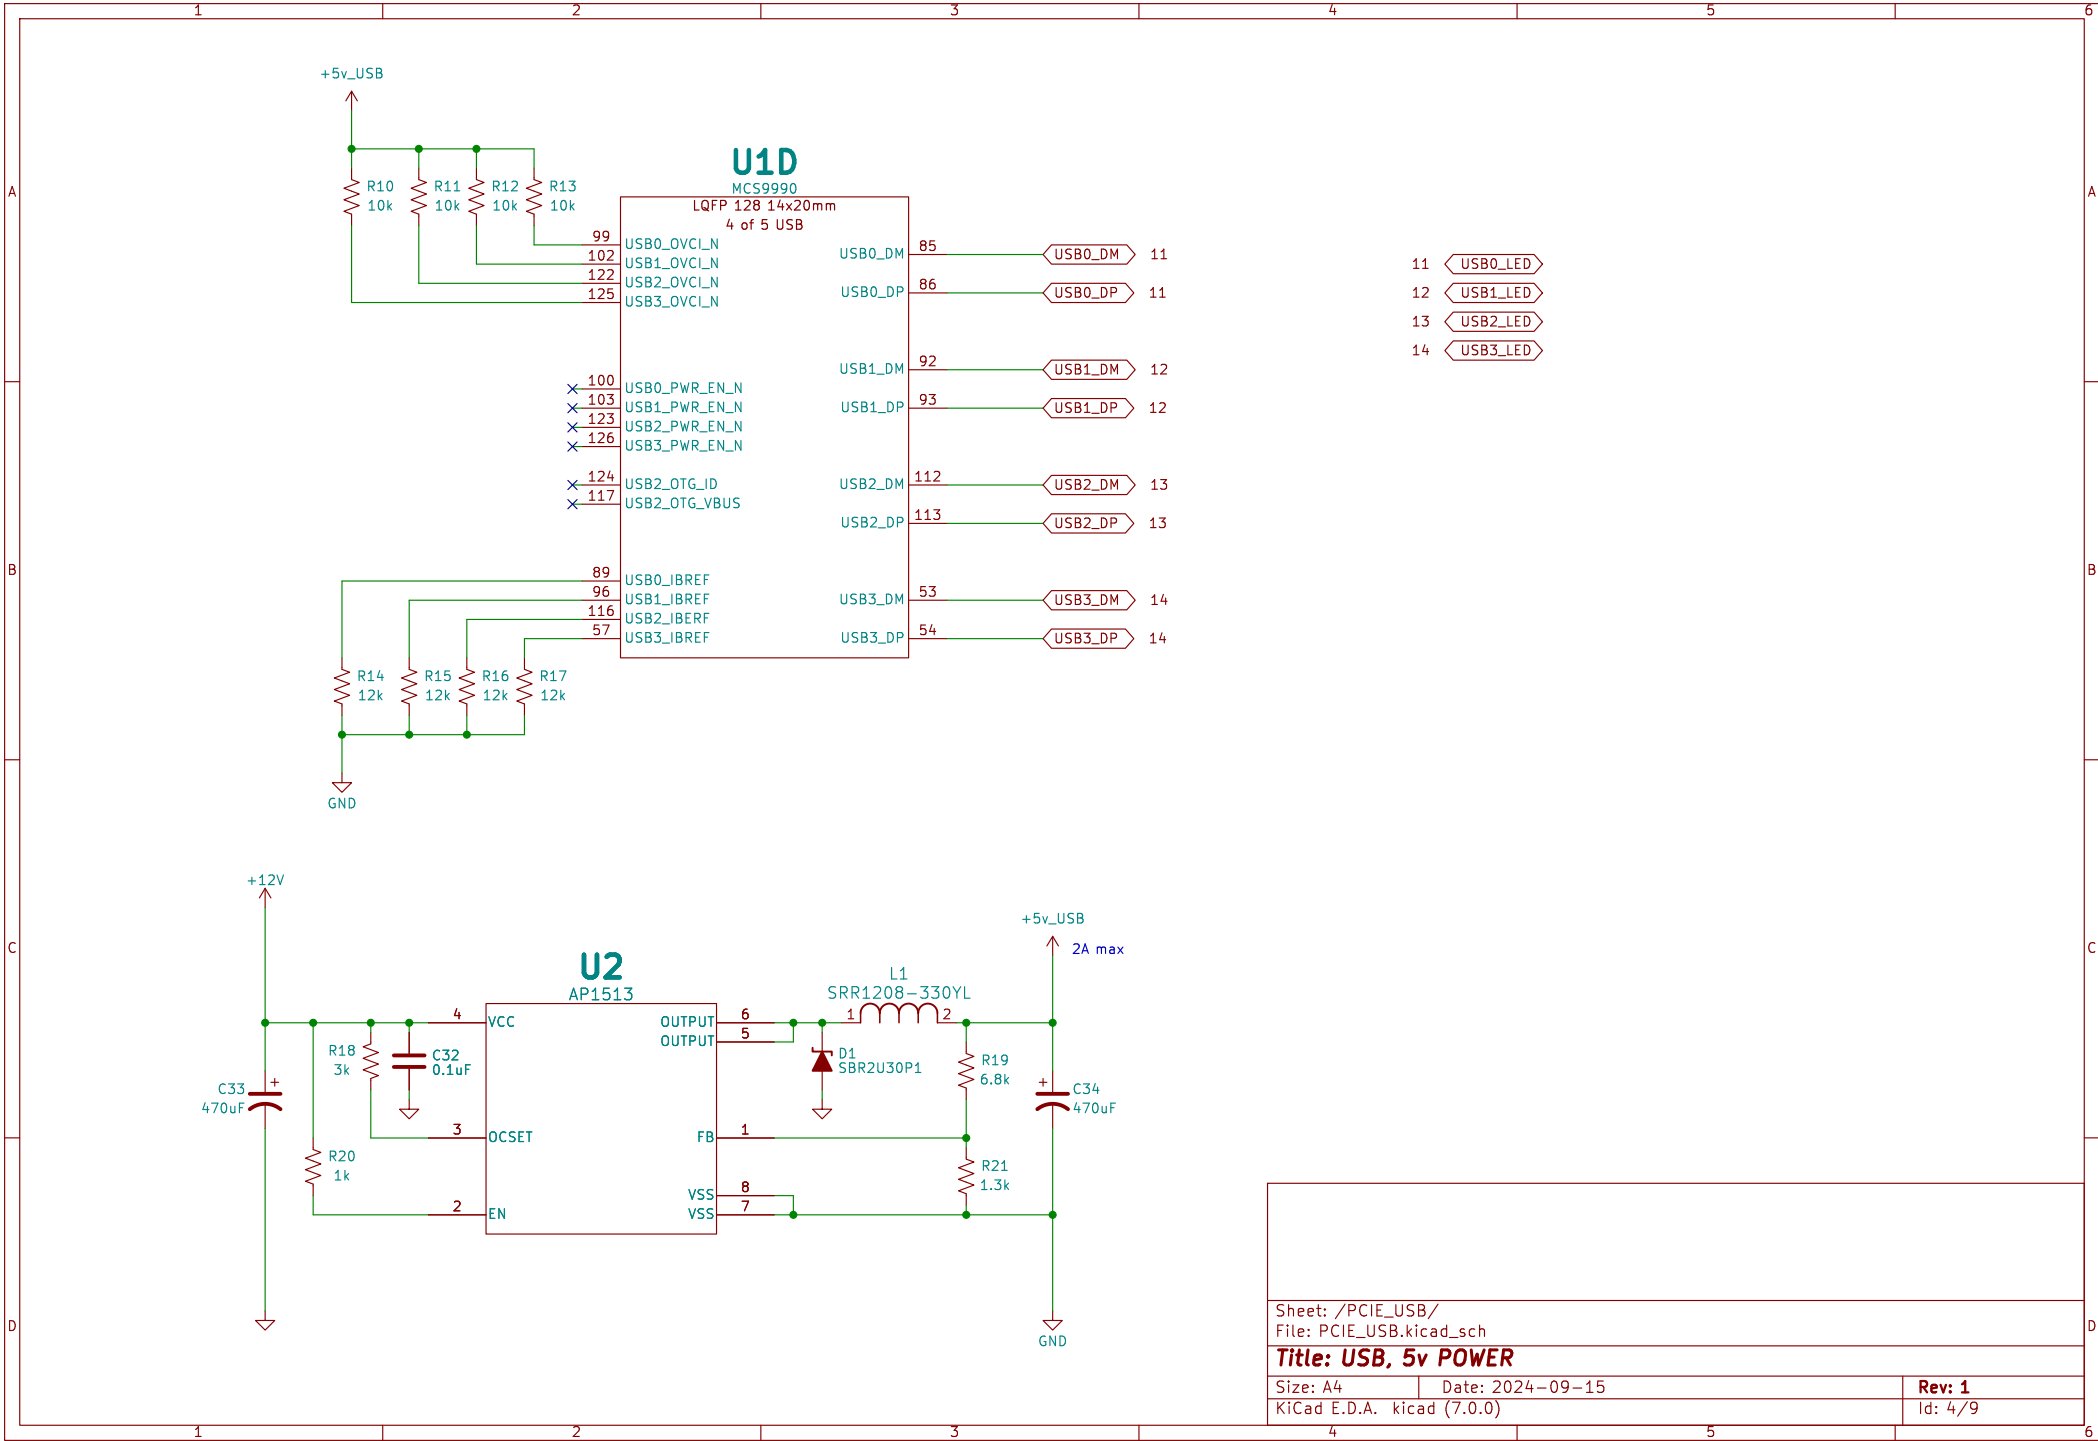 1 2 3 4 5 6
A A
B B
C C
D D
+5v_USB
R10 10k
R11 10k
R12 10k
R13 10k
U1D
MCS9990
LQFP 128 14x20mm
4 of 5 USB
99 USB0_OVCI_N
102 USB1_OVCI_N
122 USB2_OVCI_N
125 USB3_OVCI_N
100 USB0_PWR_EN_N
103 USB1_PWR_EN_N
123 USB2_PWR_EN_N
126 USB3_PWR_EN_N
124 USB2_OTG_ID
117 USB2_OTG_VBUS
89 USB0_IBREF
96 USB1_IBREF
116 USB2_IBERF
57 USB3_IBREF
USB0_DM 85 USB0_DM 11
USB0_DP 86 USB0_DP 11
USB1_DM 92 USB1_DM 12
USB1_DP 93 USB1_DP 12
USB2_DM 112 USB2_DM 13
USB2_DP 113 USB2_DP 13
USB3_DM 53 USB3_DM 14
USB3_DP 54 USB3_DP 14
11 USB0_LED
12 USB1_LED
13 USB2_LED
14 USB3_LED
R14 12k
R15 12k
R16 12k
R17 12k
GND
+12V
C33 470uF +
R18 3k
C32 0.1uF
R20 1k
U2
AP1513
4 VCC
3 OCSET
2 EN
OUTPUT 6
OUTPUT 5
FB 1
VSS 8
VSS 7
D1
SBR2U30P1
L1
SRR1208-330YL
1 2
R19 6.8k
R21 1.3k
+5v_USB
2A max
+ C34 470uF
GND
Sheet: /PCIE_USB/
File: PCIE_USB.kicad_sch
Title: USB, 5v POWER
Size: A4 Date: 2024-09-15 Rev: 1
KiCad E.D.A. kicad (7.0.0) Id: 4/9
1 2 3 4 5 6